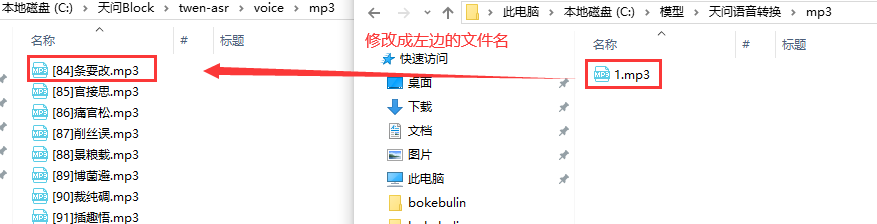 本地磁盘 (C:) › 天问Block › twen-asr › voice › mp3
名称 # 标题
[84]条耍改.mp3
[85]官接思.mp3
[86]痛官松.mp3
[87]削丝误.mp3
[88]景粮载.mp3
[89]博菌邀.mp3
[90]裁纯碉.mp3
[91]插趣悟.mp3
› 此电脑 › 本地磁盘 (C:) › 模型 › 天问语音转换 › mp3
修改成左边的文件名
快速访问
桌面
下载
文档
图片
此电脑
bokebulin
名称 # 标题
1.mp3